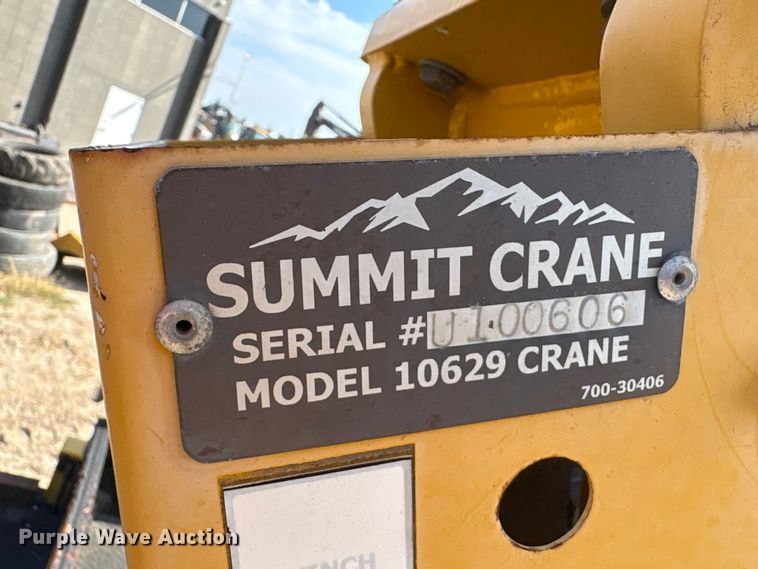 SUMMIT CRANE
SERIAL # U100606
MODEL 10629 CRANE
700-30406
Purple Wave Auction